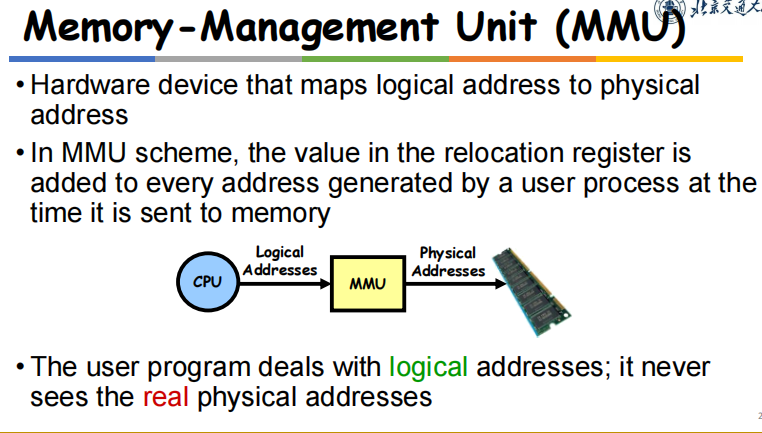 Memory-Management Unit (MMU)
北京交通大
• Hardware device that maps logical address to physical
address
• In MMU scheme, the value in the relocation register is
added to every address generated by a user process at the
time it is sent to memory
Logical
Addresses
Physical
Addresses
CPU
MMU
• The user program deals with logical addresses; it never
sees the real physical addresses
2